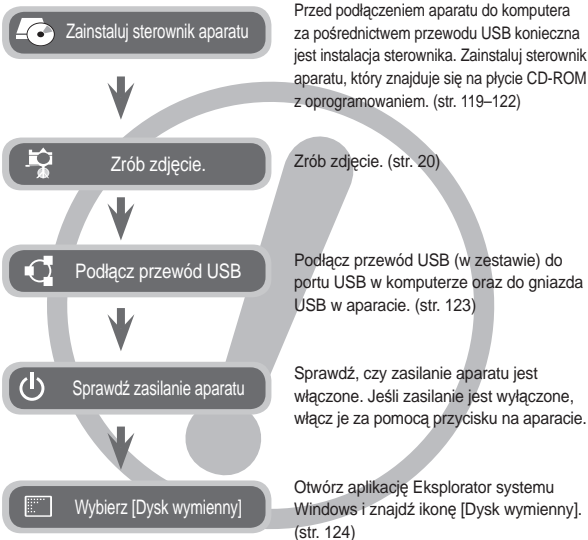 Zainstaluj sterownik aparatu
Przed podłączeniem aparatu do komputera
za pośrednictwem przewodu USB konieczna
jest instalacja sterownika. Zainstaluj sterownik
aparatu, który znajduje się na płycie CD-ROM
z oprogramowaniem. (str. 119–122)
Zrób zdjęcie.
Zrób zdjęcie. (str. 20)
Podłącz przewód USB
Podłącz przewód USB (w zestawie) do
portu USB w komputerze oraz do gniazda
USB w aparacie. (str. 123)
Sprawdź zasilanie aparatu
Sprawdź, czy zasilanie aparatu jest
włączone. Jeśli zasilanie jest wyłączone,
włącz je za pomocą przycisku na aparacie.
Wybierz [Dysk wymienny]
Otwórz aplikację Eksplorator systemu
Windows i znajdź ikonę [Dysk wymienny].
(str. 124)